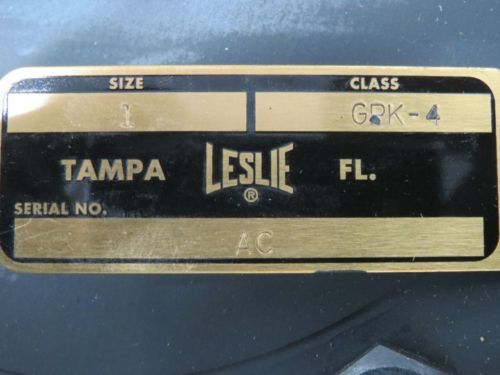 SIZE CLASS
1 GPK-4
TAMPA LESLIE ® FL.
SERIAL NO.
AC